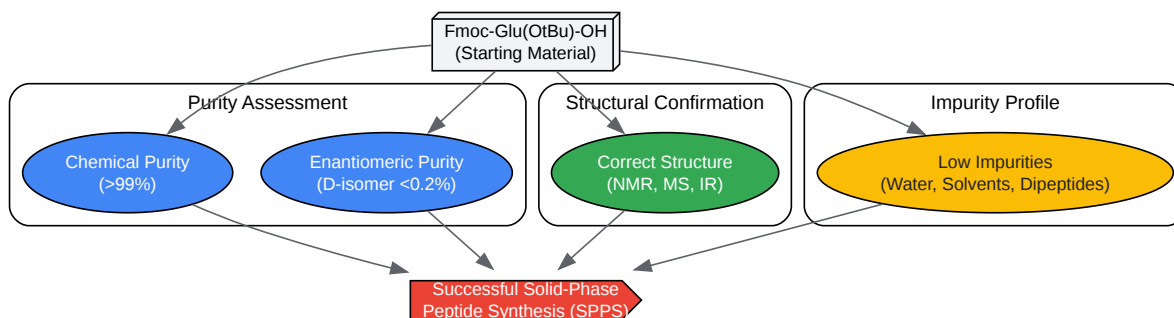 Fmoc-Glu(OtBu)-OH
(Starting Material)
Purity Assessment
Structural Confirmation
Impurity Profile
Chemical Purity
(>99%)
Enantiomeric Purity
(D-isomer <0.2%)
Correct Structure
(NMR, MS, IR)
Low Impurities
(Water, Solvents, Dipeptides)
Successful Solid-Phase
Peptide Synthesis (SPPS)